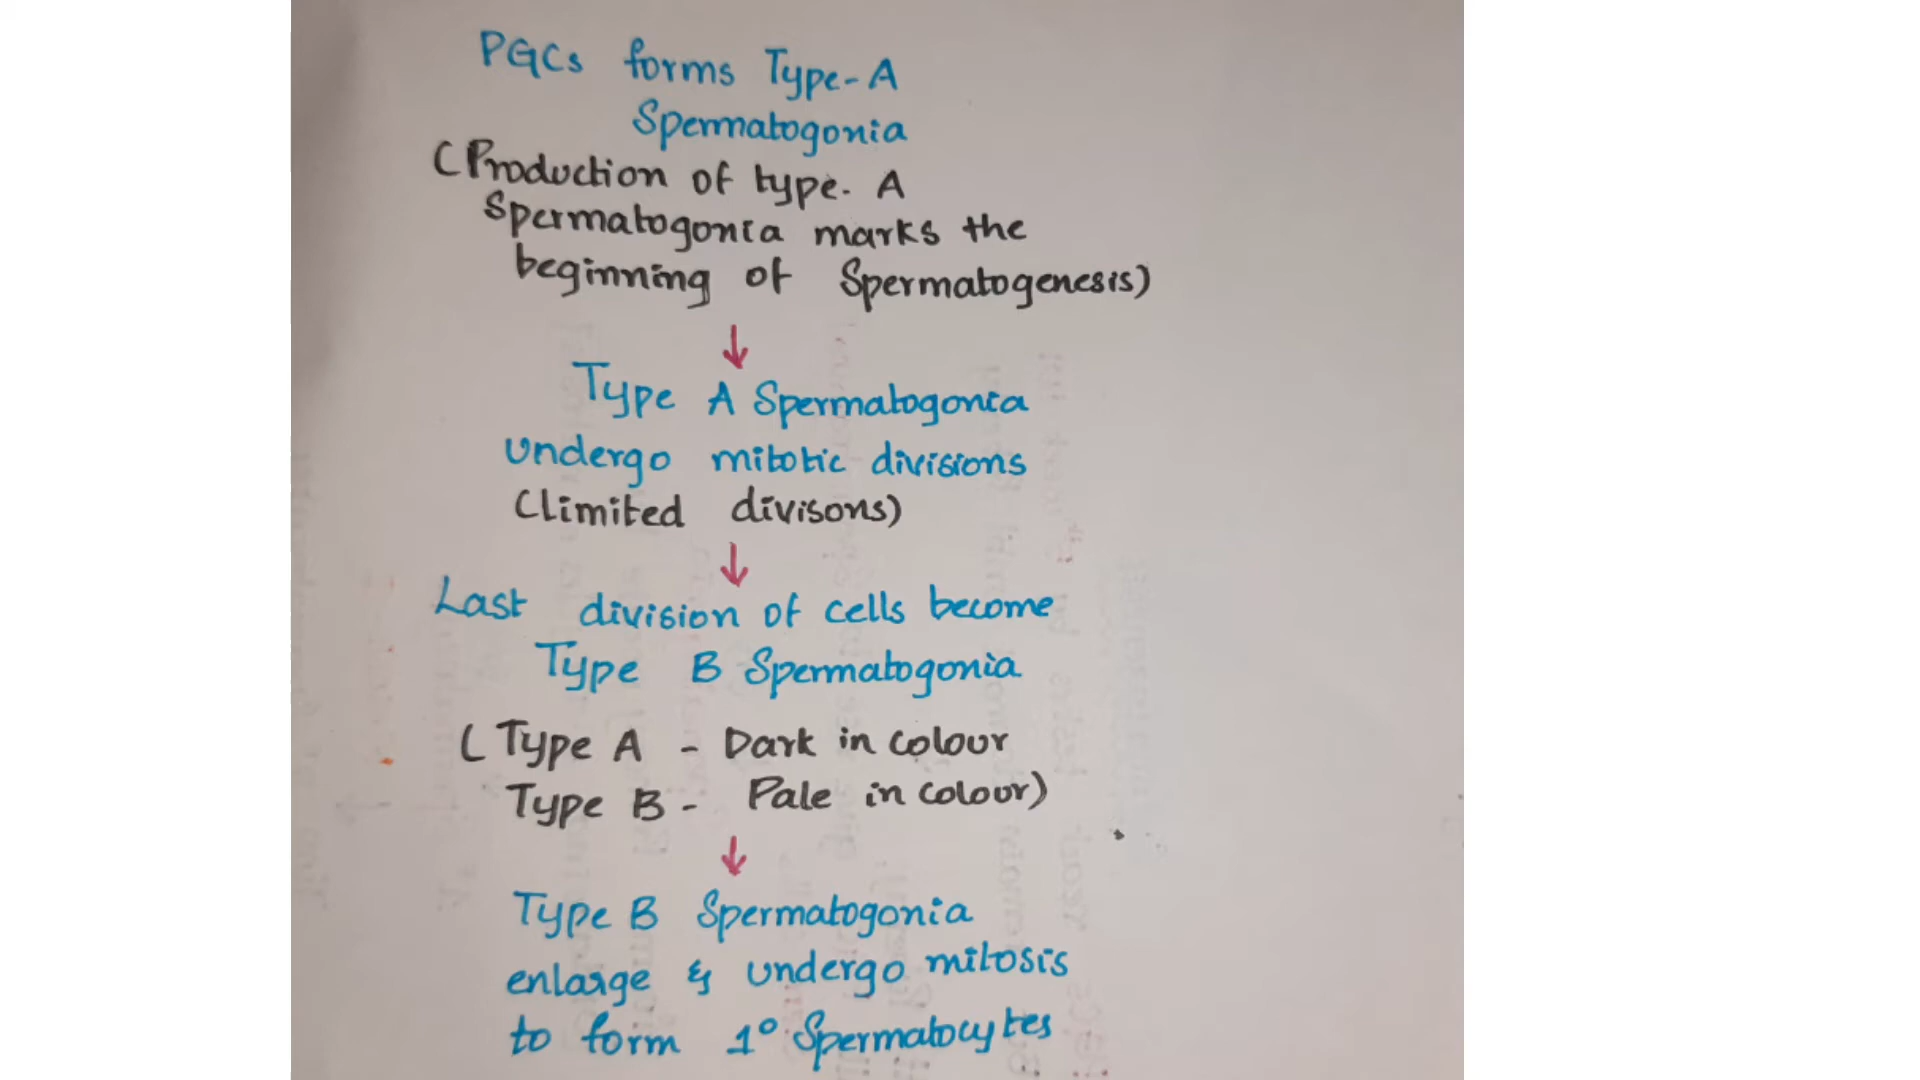 PGCs forms Type-A
Spermatogonia
(Production of type-A
Spermatogonia marks the
beginning of Spermatogenesis)
↓
Type A Spermatogonia
undergo mitotic divisions
(limited divisons)
↓
Last division of cells become
Type B Spermatogonia
(Type A - Dark in colour
Type B - Pale in colour)
↓
Type B Spermatogonia
enlarge & undergo mitosis
to form 1° Spermatocytes